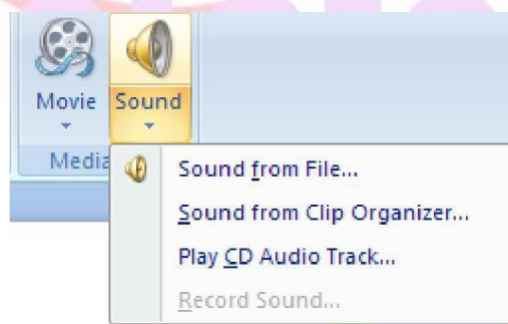 Movie Sound
Media
Sound from File...
Sound from Clip Organizer...
Play CD Audio Track...
Record Sound...